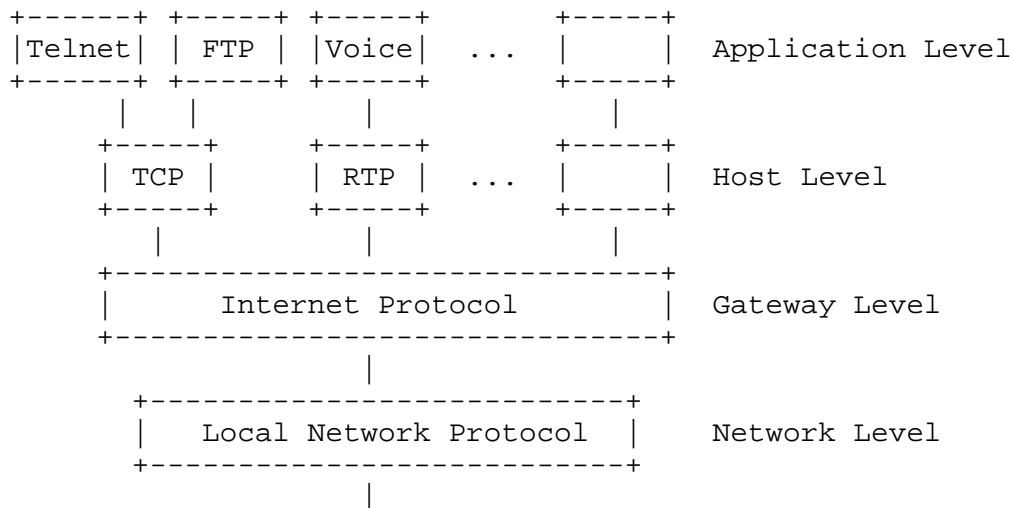 Telnet FTP Voice ... Application Level
TCP RTP ... Host Level
Internet Protocol Gateway Level
Local Network Protocol Network Level